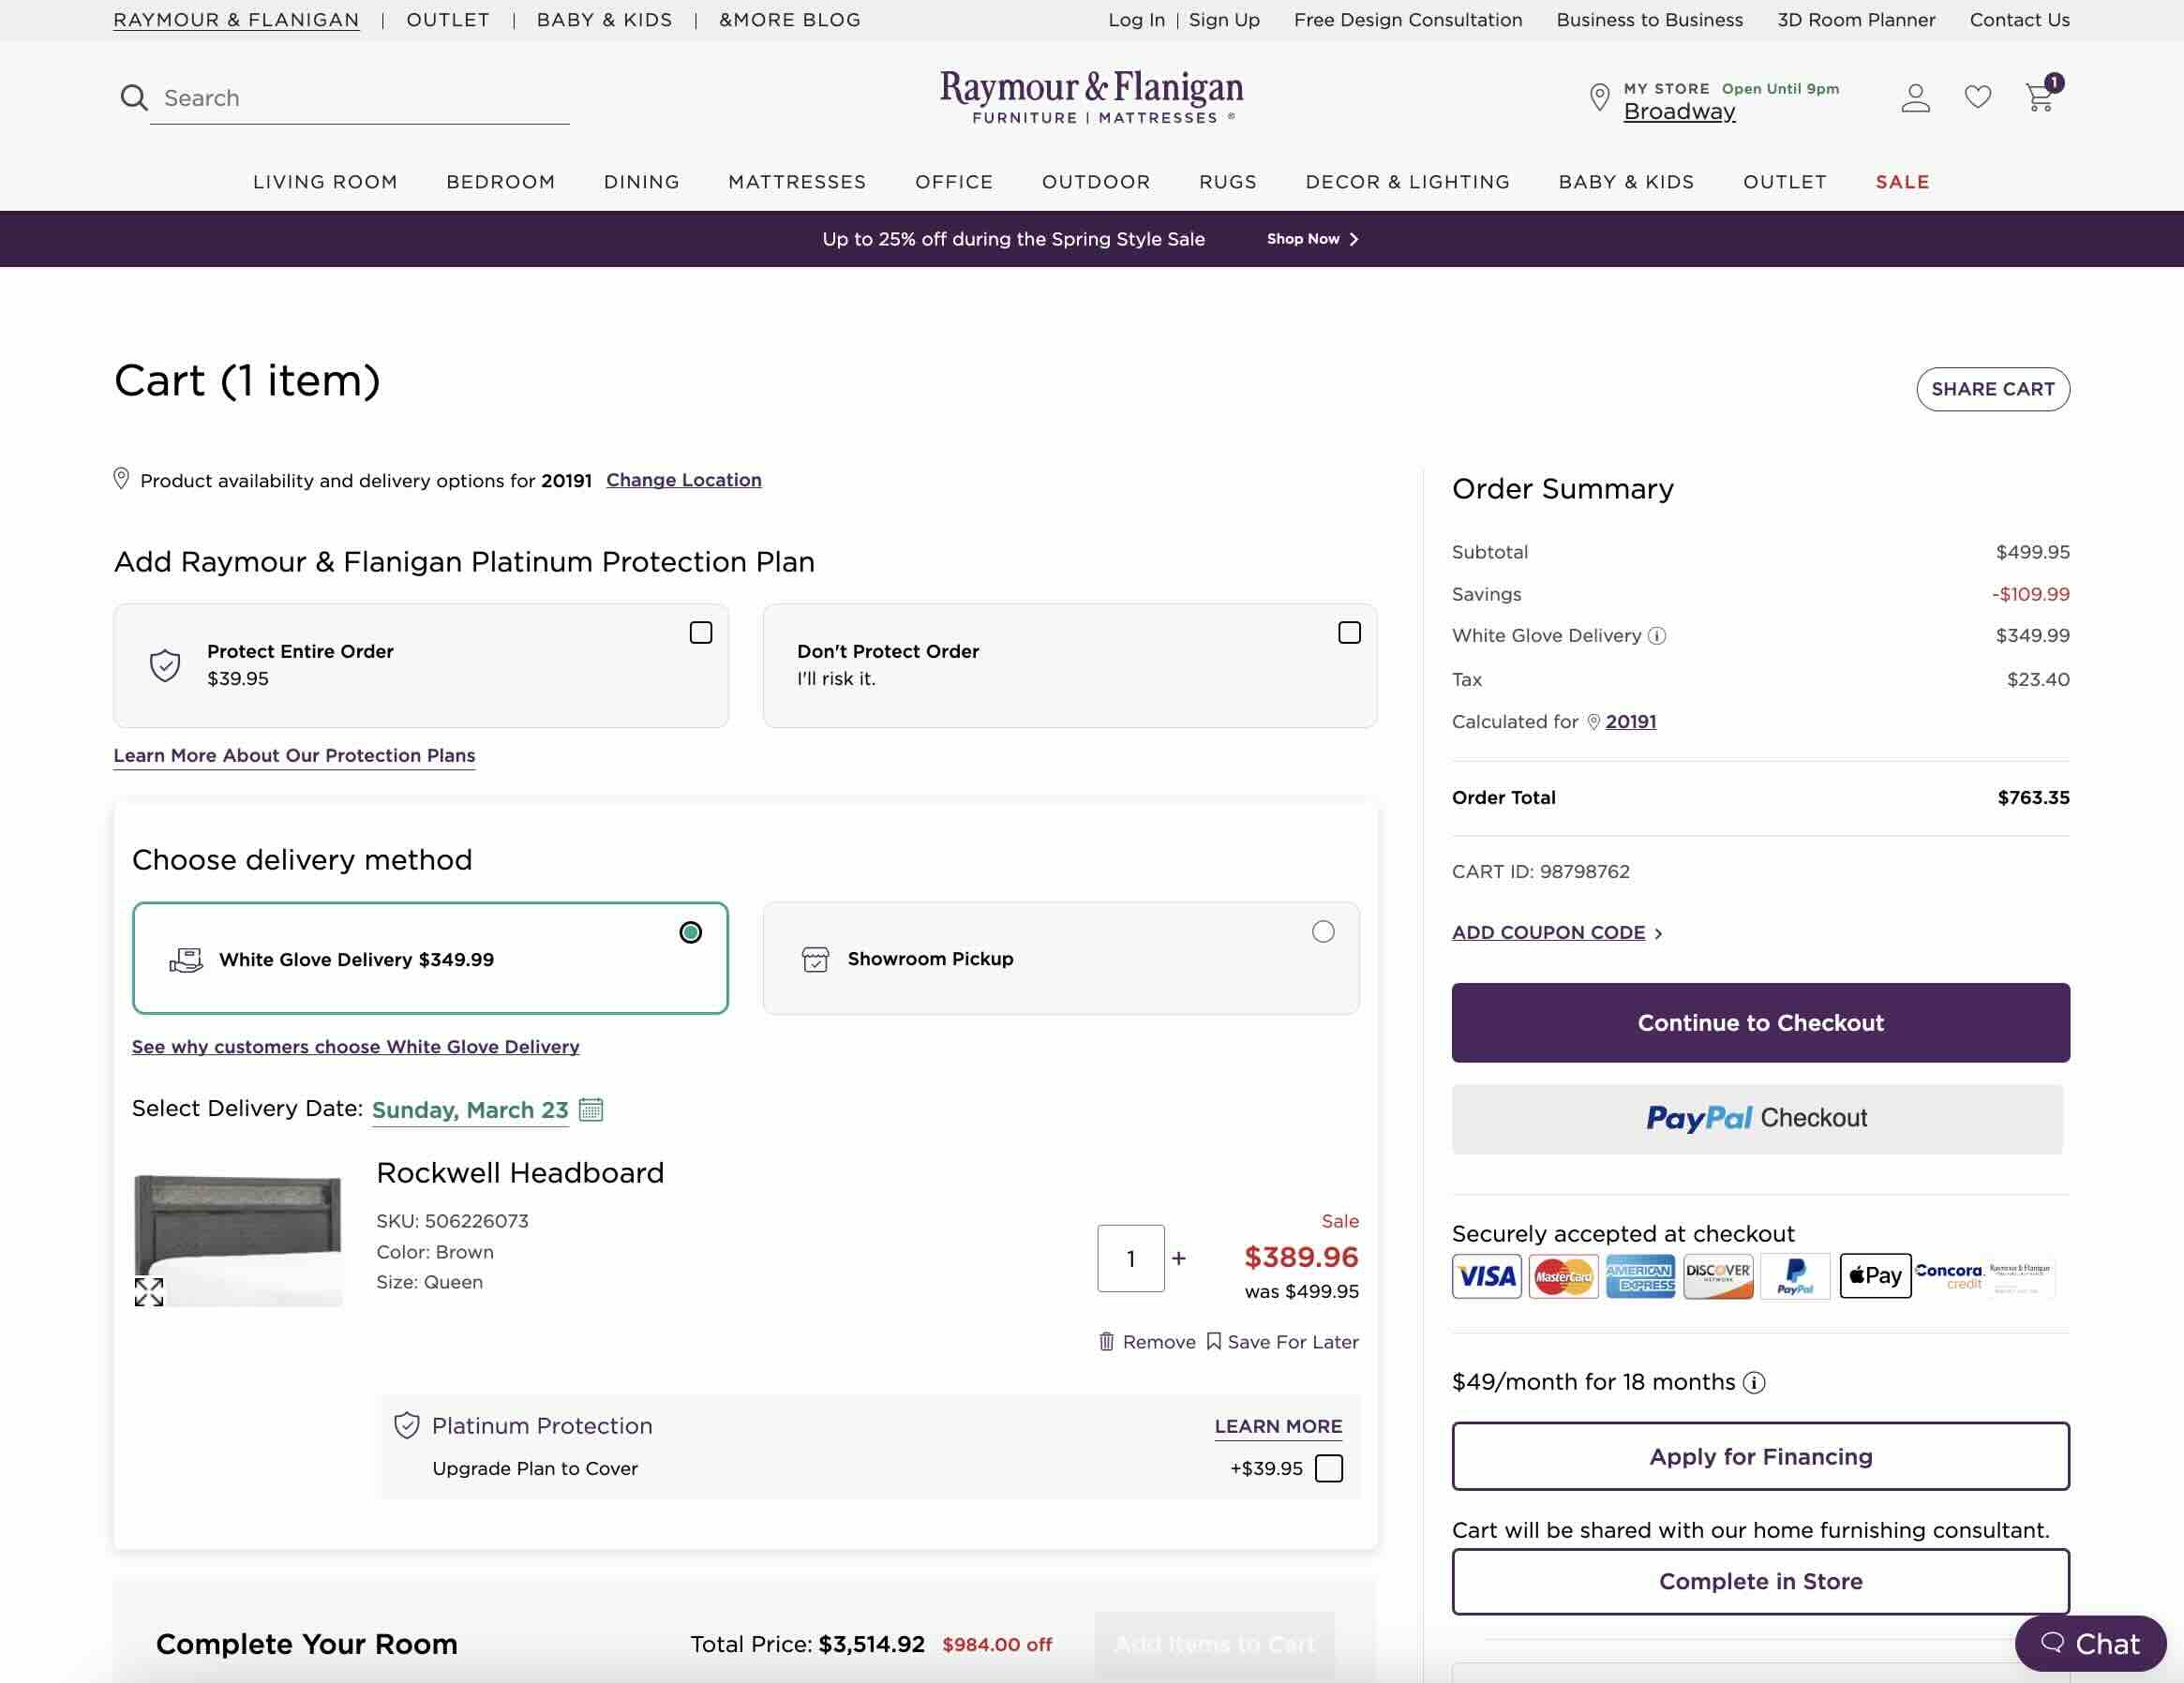 RAYMOUR & FLANIGAN | OUTLET | BABY & KIDS | &MORE BLOG
Log In | Sign Up Free Design Consultation Business to Business 3D Room Planner Contact Us
Search
Raymour & Flanigan
FURNITURE | MATTRESSES ®
MY STORE Open Until 9pm
Broadway
1
LIVING ROOM BEDROOM DINING MATTRESSES OFFICE OUTDOOR RUGS DECOR & LIGHTING BABY & KIDS OUTLET SALE
Up to 25% off during the Spring Style Sale Shop Now
Cart (1 item)
SHARE CART
Product availability and delivery options for 20191 Change Location
Add Raymour & Flanigan Platinum Protection Plan
Protect Entire Order
$39.95
Don't Protect Order
I'll risk it.
Learn More About Our Protection Plans
Choose delivery method
White Glove Delivery $349.99
Showroom Pickup
See why customers choose White Glove Delivery
Select Delivery Date: Sunday, March 23
Rockwell Headboard
SKU: 506226073
Color: Brown
Size: Queen
1 +
Sale
$389.96
was $499.95
Remove Save For Later
Platinum Protection LEARN MORE
Upgrade Plan to Cover +$39.95
Complete Your Room Total Price: $3,514.92 $984.00 off Add Items to Cart
Order Summary
Subtotal $499.95
Savings -$109.99
White Glove Delivery $349.99
Tax $23.40
Calculated for 20191
Order Total $763.35
CART ID: 98798762
ADD COUPON CODE
Continue to Checkout
PayPal Checkout
Securely accepted at checkout
VISA MasterCard AMERICAN EXPRESS DISCOVER NETWORK PayPal Pay Concora credit Raymour & Flanigan
$49/month for 18 months
Apply for Financing
Cart will be shared with our home furnishing consultant.
Complete in Store
Chat